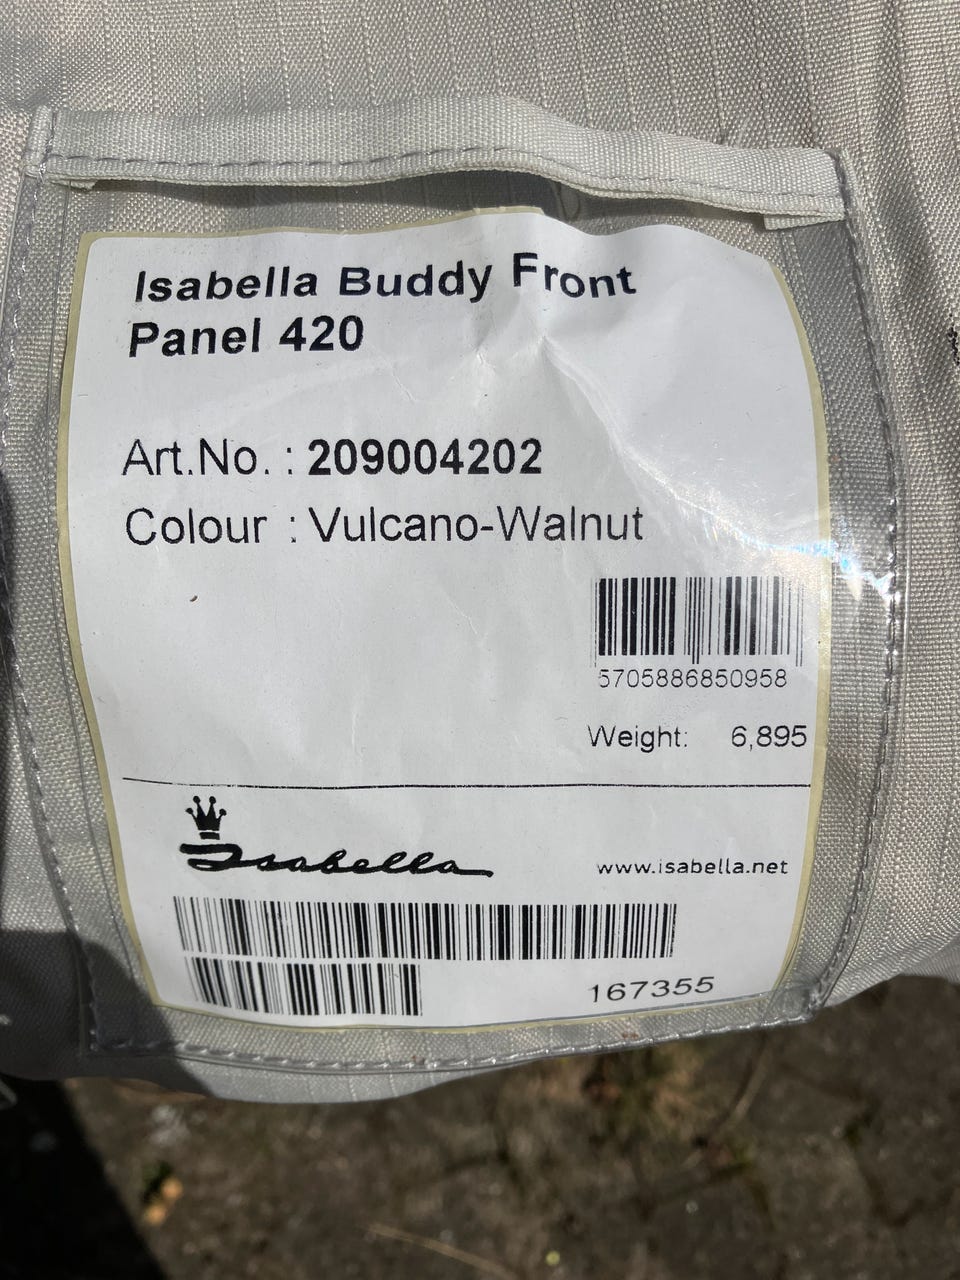 Isabella Buddy Front
Panel 420
Art.No. : 209004202
Colour : Vulcano-Walnut
5705886850958
Weight: 6,895
Isabella
www.isabella.net
167355